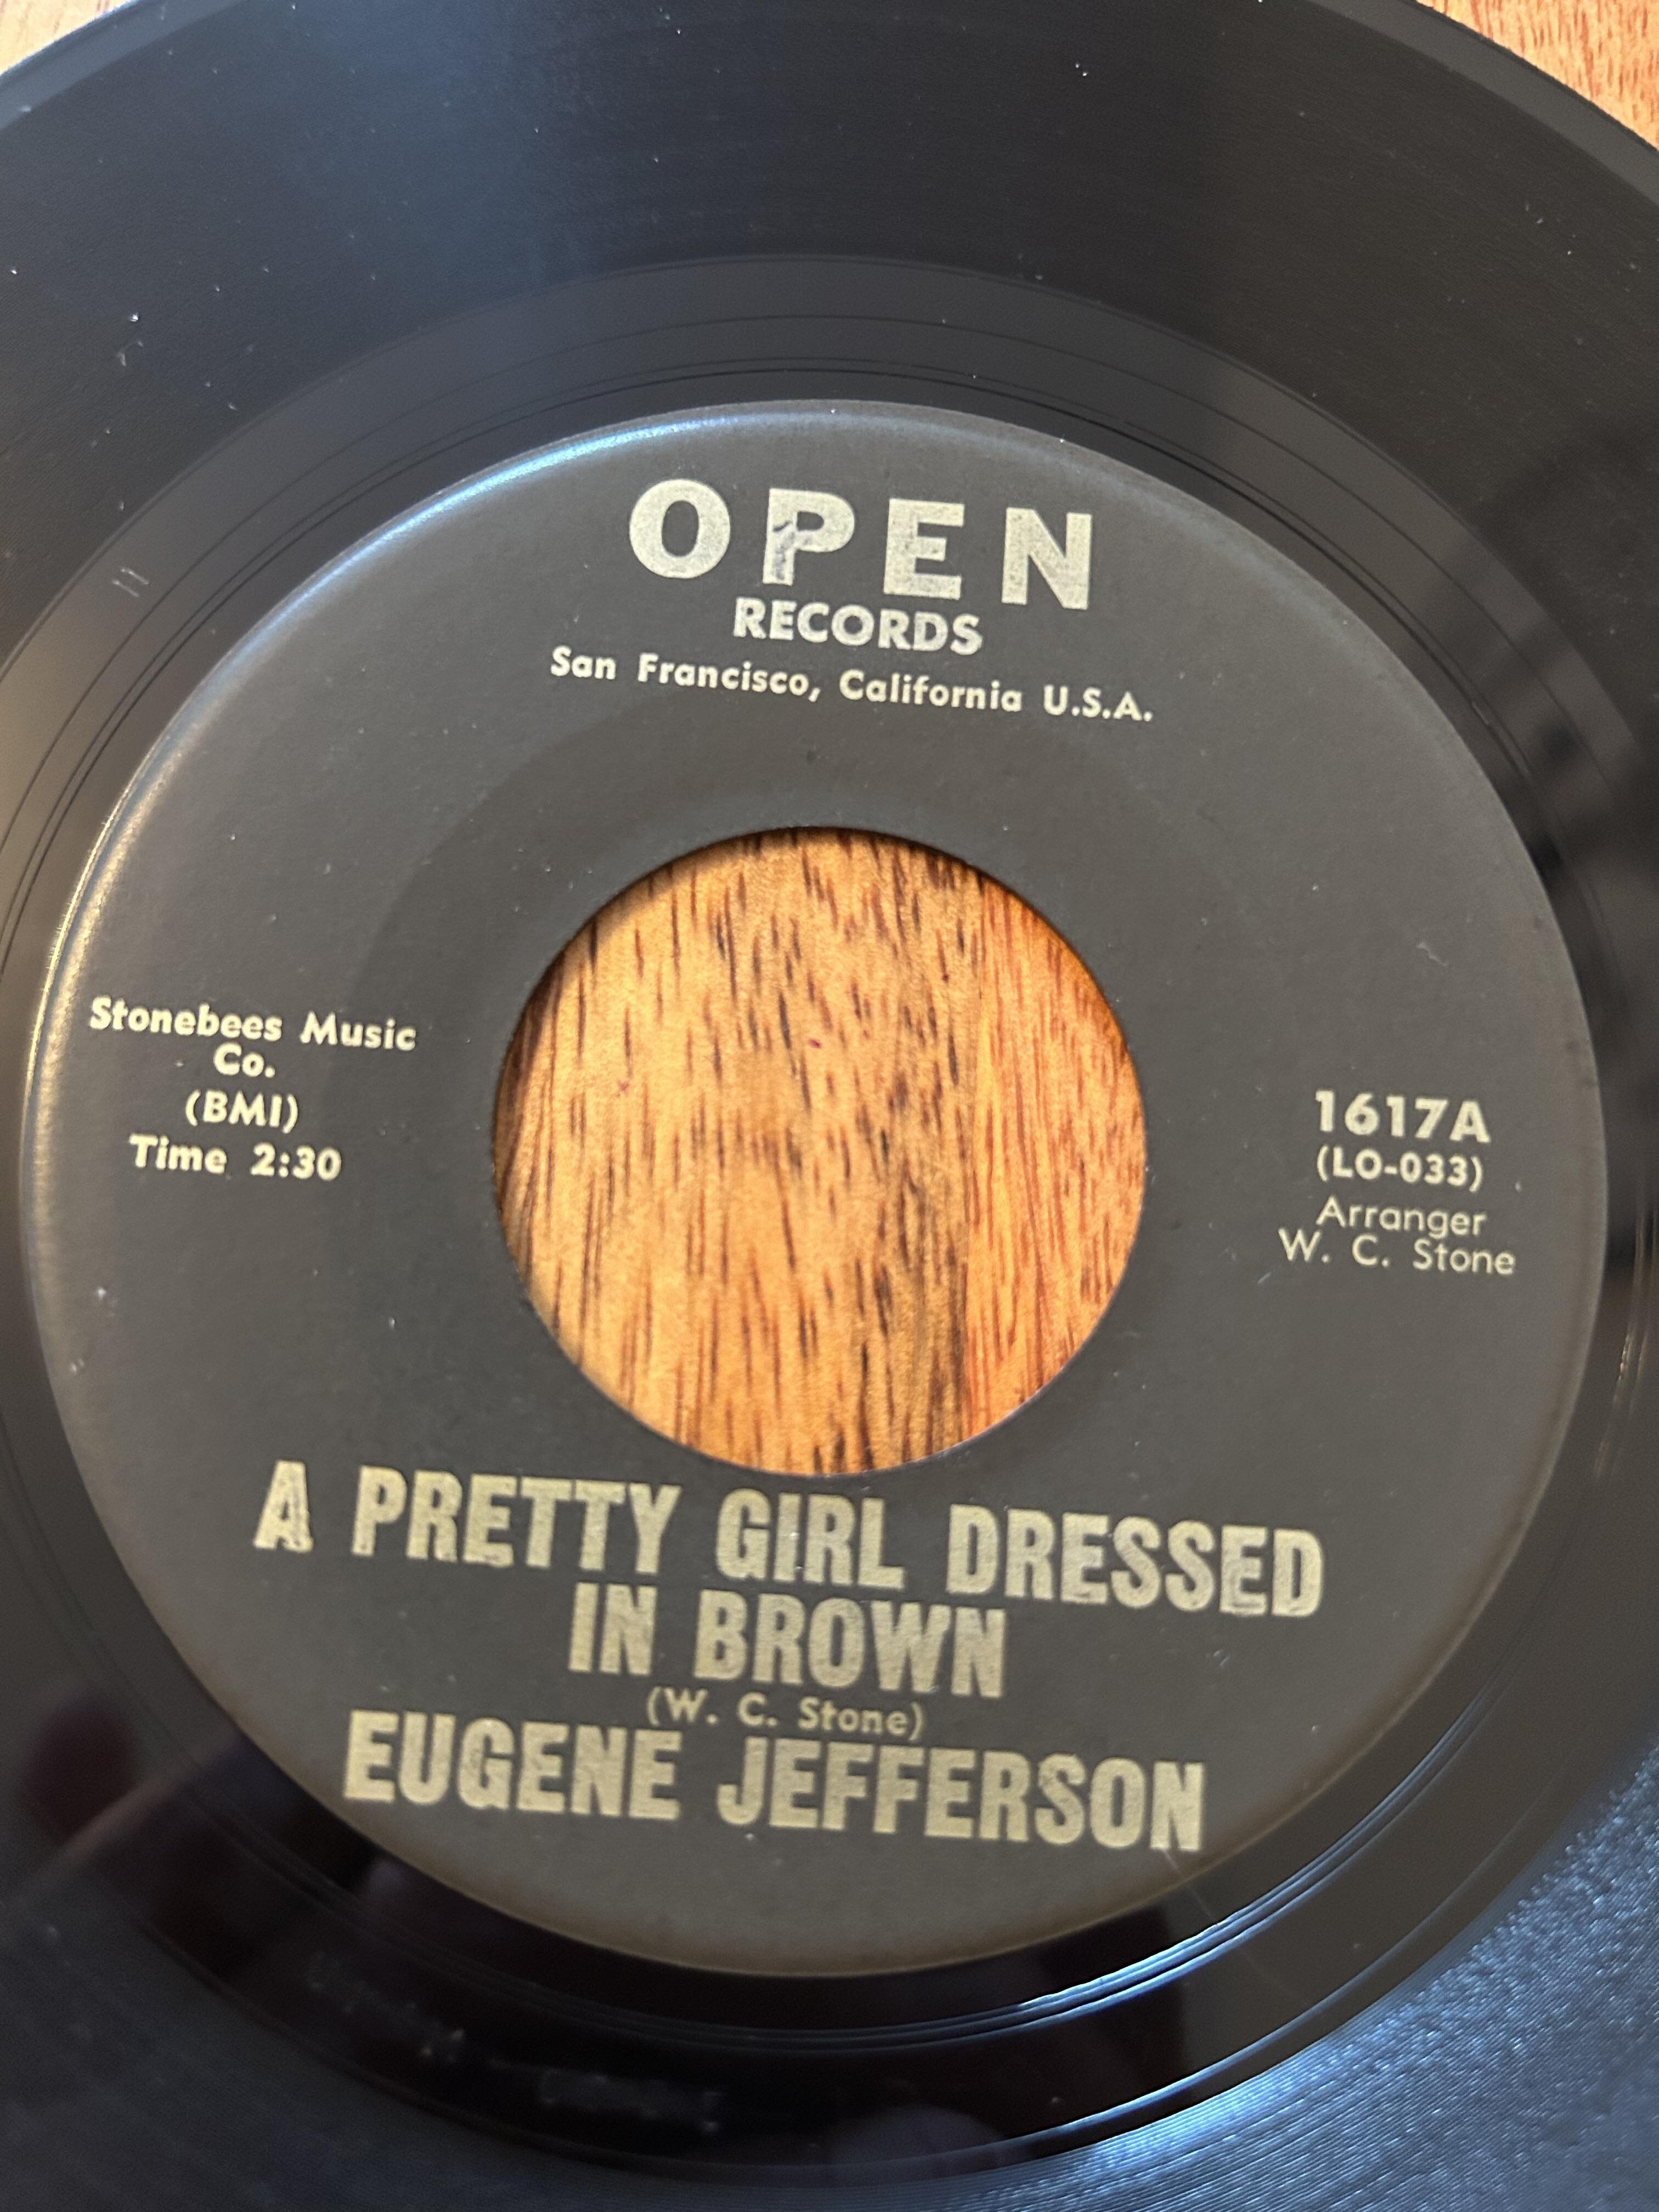 OPEN
RECORDS
San Francisco, California U.S.A.
Stonebees Music
Co.
(BMI)
Time 2:30
1617A
(LO-033)
Arranger
W. C. Stone
A PRETTY GIRL DRESSED
IN BROWN
(W. C. Stone)
EUGENE JEFFERSON